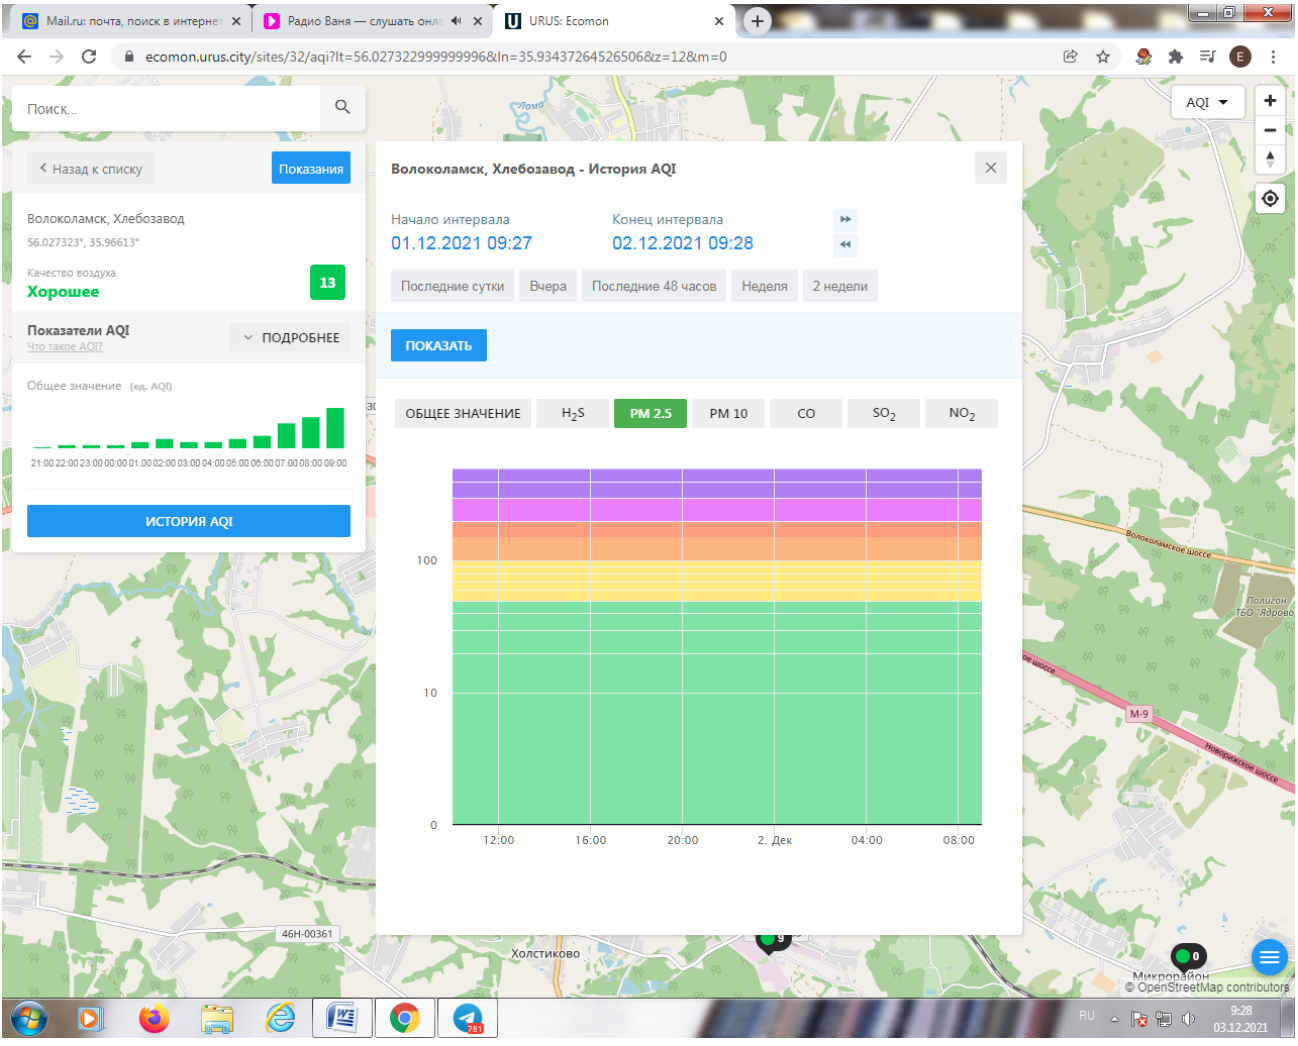 Mail.ru: почта, поиск в интернет
Радио Ваня — слушать онла
URUS: Ecomon
ecomon.urus.city/sites/32/aqi?lt=56.027322999999996&ln=35.93437264526506&z=12&m=0
E
Поиск...
AQI
Лама
Назад к списку
Показания
Волоколамск, Хлебозавод
56.027323°, 35.96613°
Качество воздуха
Хорошее
13
Показатели AQI
Что такое AQI?
ПОДРОБНЕЕ
Общее значение (ед. AQI)
21:00 22:00 23:00 00:00 01:00 02:00 03:00 04:00 05:00 06:00 07:00 08:00 09:00
ИСТОРИЯ AQI
Волоколамск, Хлебозавод - История AQI
Начало интервала
Конец интервала
01.12.2021 09:27
02.12.2021 09:28
Последние сутки
Вчера
Последние 48 часов
Неделя
2 недели
ПОКАЗАТЬ
ОБЩЕЕ ЗНАЧЕНИЕ
H₂S
PM 2.5
PM 10
CO
SO₂
NO₂
100
10
0
12:00 16:00 20:00 2. Дек 04:00 08:00
Волоколамское шоссе
Полигон
ТБО "Ядрово
M-9
Новорижское шоссе
46Н-00361
Холстиково
9
0
Микрорайон
© OpenStreetMap contributors
781
RU
9:28
03.12.2021